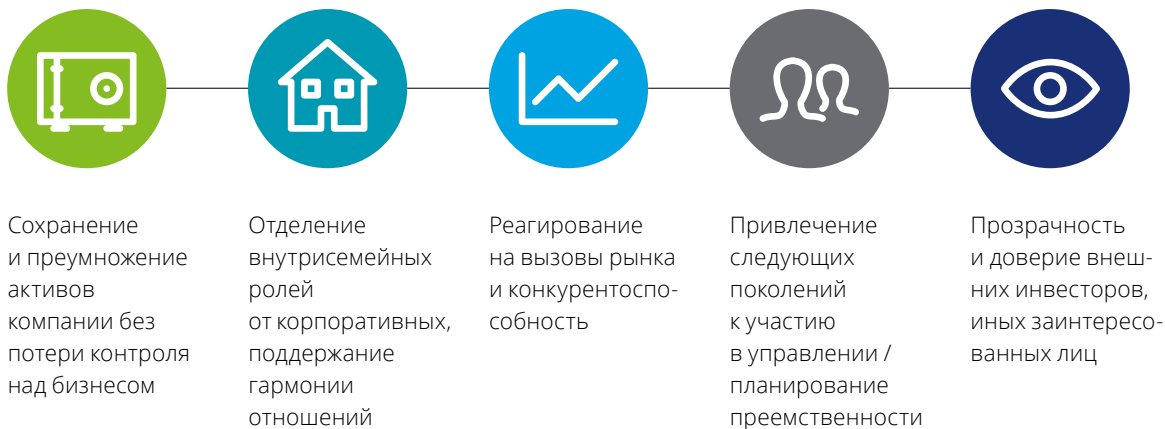 Сохранение
и преумножение
активов
компании без
потери контроля
над бизнесом
Отделение
внутрисемейных
ролей
от корпоративных,
поддержание
гармонии
отношений
Реагирование
на вызовы рынка
и конкурентоспо-
собность
Привлечение
следующих
поколений
к участию
в управлении /
планирование
преемственности
Прозрачность
и доверие внеш-
них инвесторов,
иных заинтересо-
ванных лиц